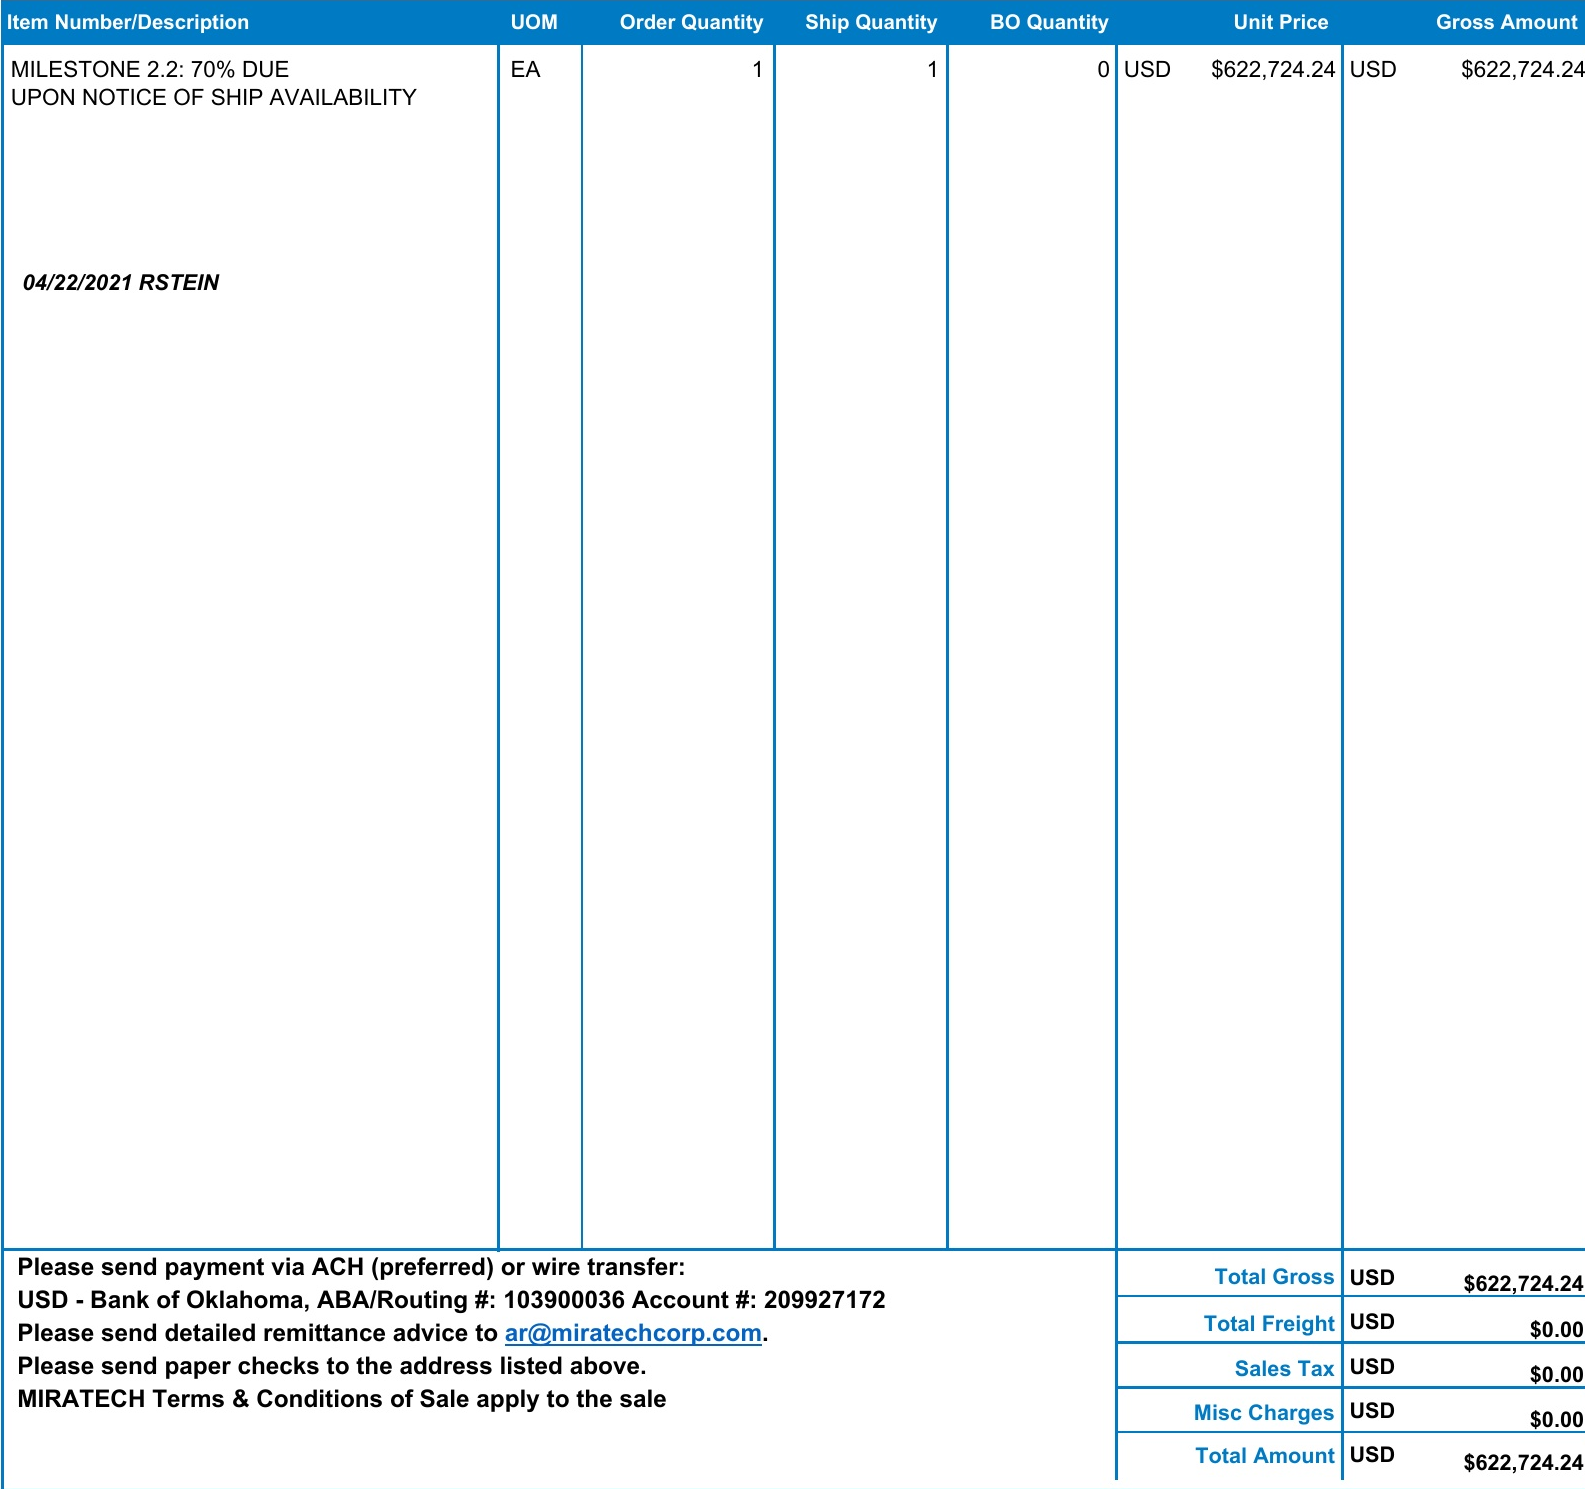 Item Number/Description UOM Order Quantity Ship Quantity BO Quantity Unit Price Gross Amount
MILESTONE 2.2: 70% DUE EA 1 1 0 USD $622,724.24 USD $622,724.24
UPON NOTICE OF SHIP AVAILABILITY
04/22/2021 RSTEIN
Please send payment via ACH (preferred) or wire transfer:
USD - Bank of Oklahoma, ABA/Routing #: 103900036 Account #: 209927172
Please send detailed remittance advice to ar@miratechcorp.com.
Please send paper checks to the address listed above.
MIRATECH Terms & Conditions of Sale apply to the sale
Total Gross USD $622,724.24
Total Freight USD $0.00
Sales Tax USD $0.00
Misc Charges USD $0.00
Total Amount USD $622,724.24